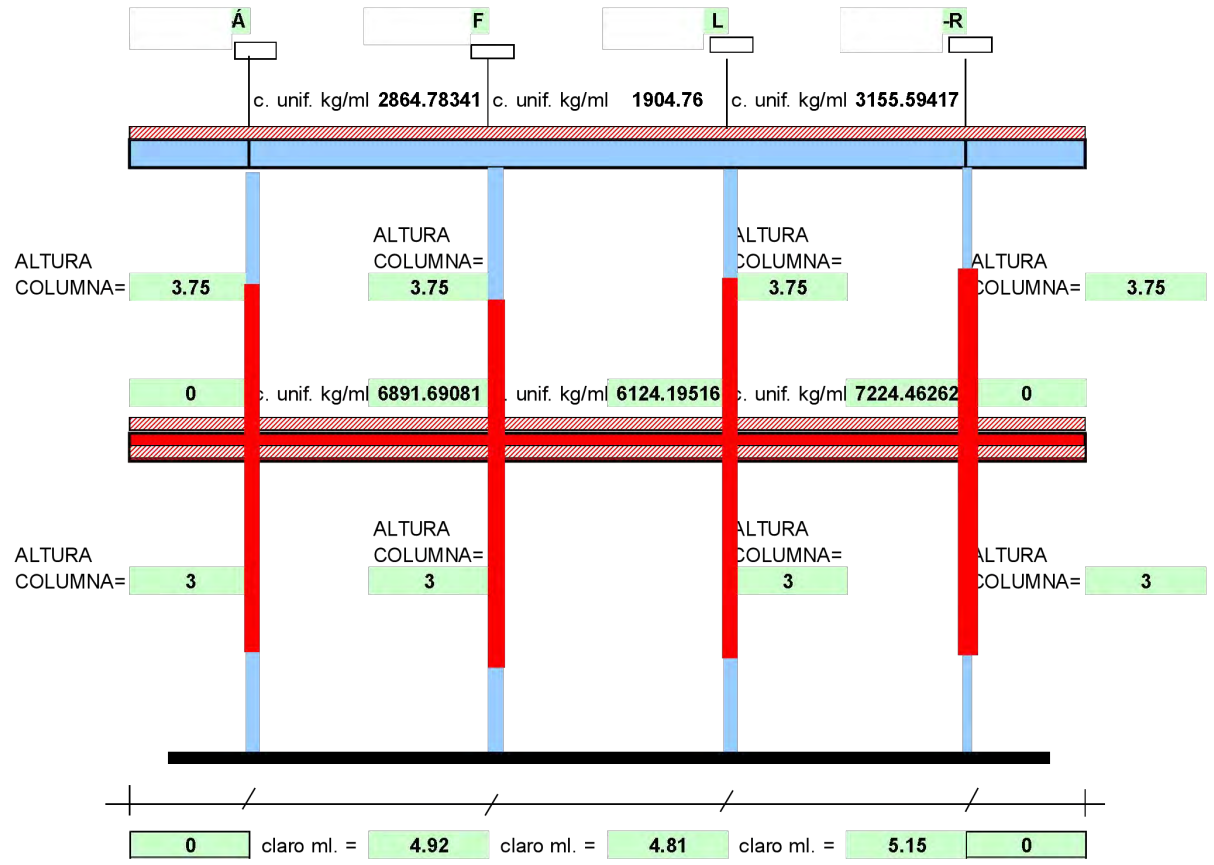 Á F L -R
c. unif. kg/ml 2864.78341 c. unif. kg/ml 1904.76 c. unif. kg/ml 3155.59417
ALTURA ALTURA ALTURA ALTURA
COLUMNA= 3.75 COLUMNA= 3.75 COLUMNA= 3.75 COLUMNA= 3.75
0 c. unif. kg/ml 6891.69081 c. unif. kg/ml 6124.19516 c. unif. kg/ml 7224.46262 0
ALTURA ALTURA ALTURA ALTURA
COLUMNA= 3 COLUMNA= 3 COLUMNA= 3 COLUMNA= 3
0 claro ml. = 4.92 claro ml. = 4.81 claro ml. = 5.15 0